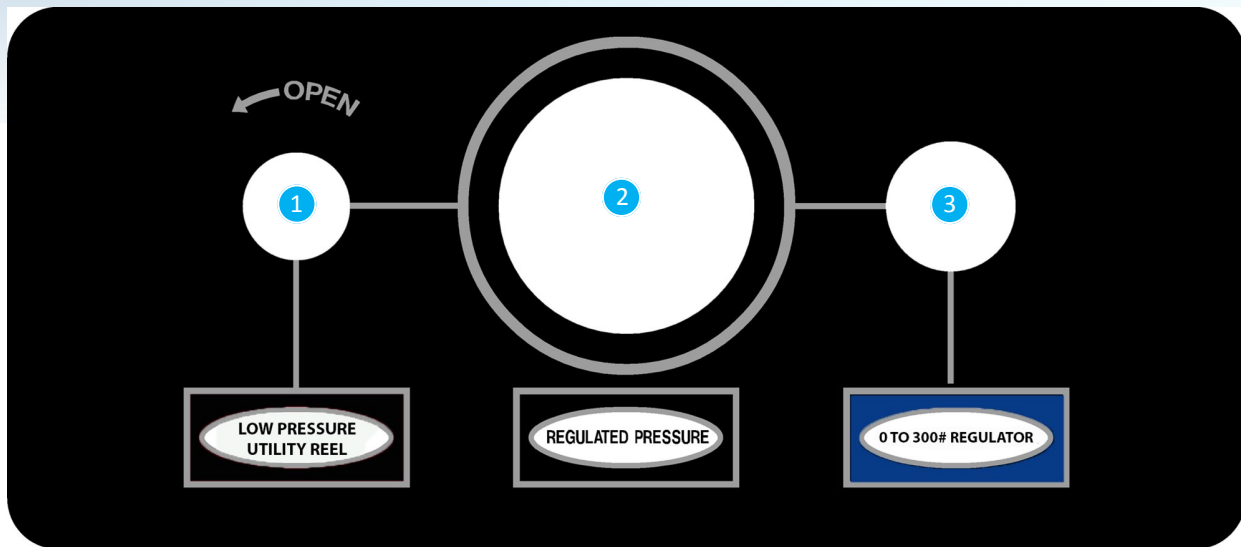 OPEN
1
2
3
LOW PRESSURE
UTILITY REEL
REGULATED PRESSURE
0 TO 300# REGULATOR